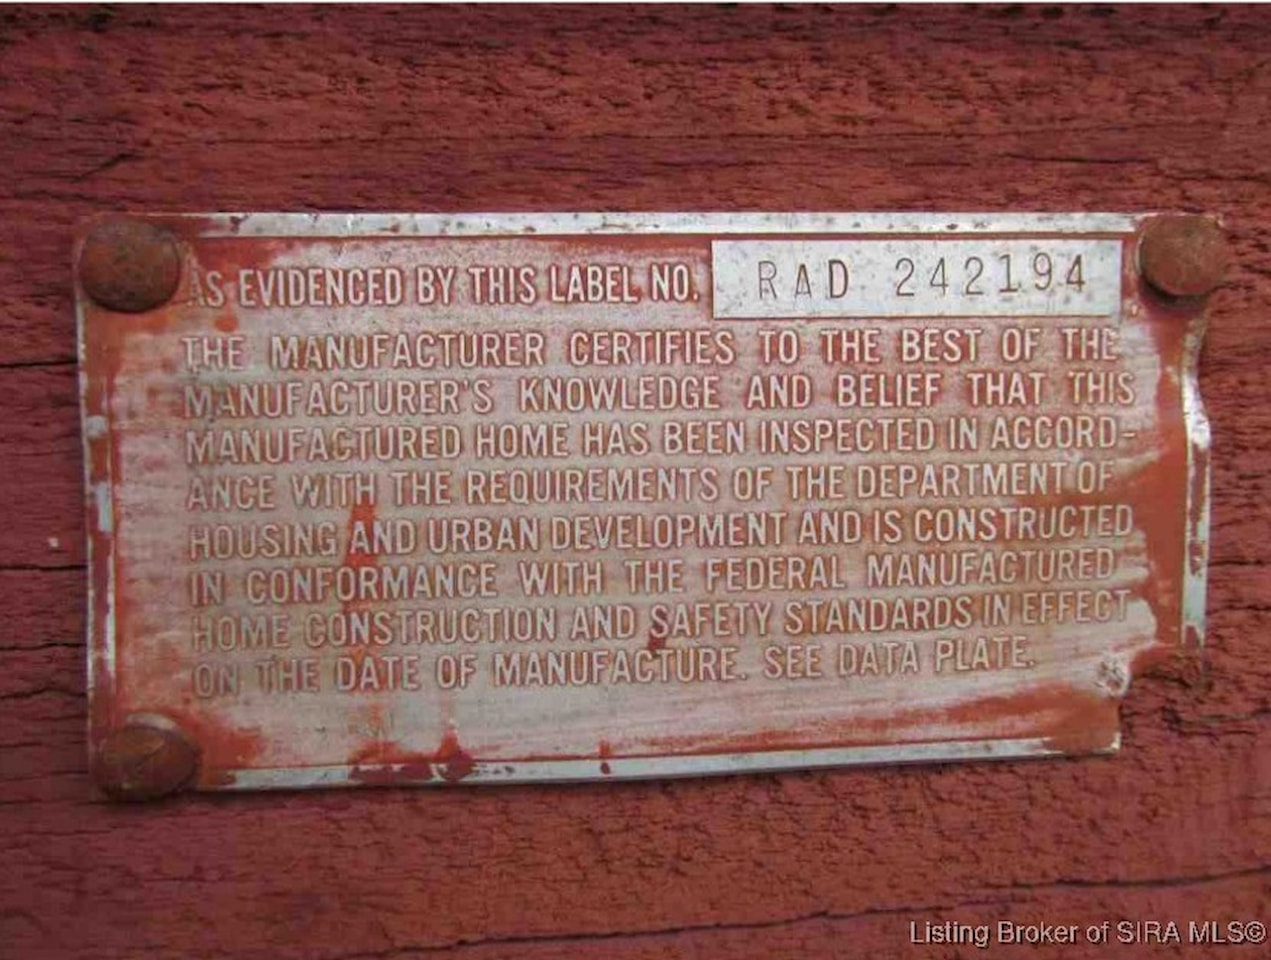 AS EVIDENCED BY THIS LABEL NO. RAD 242194
THE MANUFACTURER CERTIFIES TO THE BEST OF THE
MANUFACTURER'S KNOWLEDGE AND BELIEF THAT THIS
MANUFACTURED HOME HAS BEEN INSPECTED IN ACCORD-
ANCE WITH THE REQUIREMENTS OF THE DEPARTMENT OF
HOUSING AND URBAN DEVELOPMENT AND IS CONSTRUCTED
IN CONFORMANCE WITH THE FEDERAL MANUFACTURED
HOME CONSTRUCTION AND SAFETY STANDARDS IN EFFECT
ON THE DATE OF MANUFACTURE. SEE DATA PLATE.
Listing Broker of SIRA MLS©